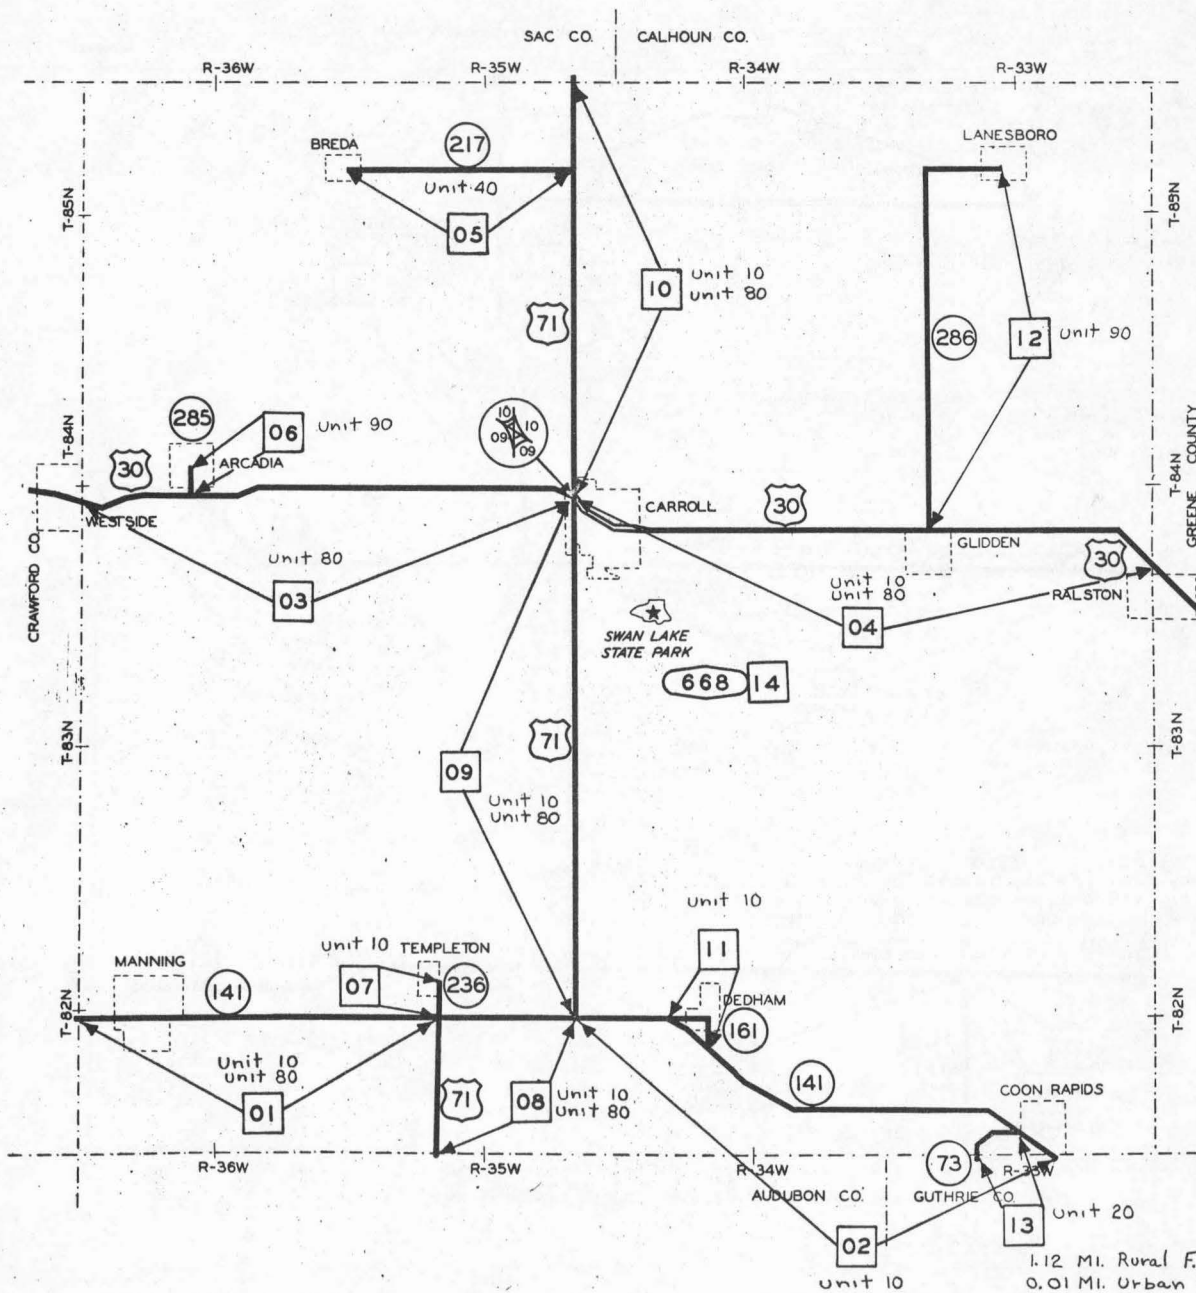 SAC CO. CALHOUN CO.
R-36W R-35W R-34W R-33W
BREDA 217 LANESBORO
Unit 40
T-85N 05 T-85N
10 Unit 10
Unit 80
71 286 12 Unit 90
285 06 Unit 90
10 10
09 09
T-84N
ARCADIA
30
CARROLL 30
T-84N
GREENE COUNTY
WESTSIDE
GLIDDEN
30
Unit 80
03
Unit 10
Unit 80
RALSTON
04
CRAWFORD CO.
SWAN LAKE
STATE PARK
668 14
T-83N 71 T-83N
09 Unit 10
Unit 80
Unit 10
11
Unit 10 TEMPLETON
MANNING 141 07 236
DEDHAM
161
T-82N T-82N
Unit 10
Unit 80
01
71 08 Unit 10
Unit 80
141
COON RAPIDS
73
R-36W R-35W R-34W R-33W
AUDUBON CO. GUTHRIE CO.
13 Unit 20
02
Unit 10
1.12 MI. Rural F.
0.01 MI. Urban